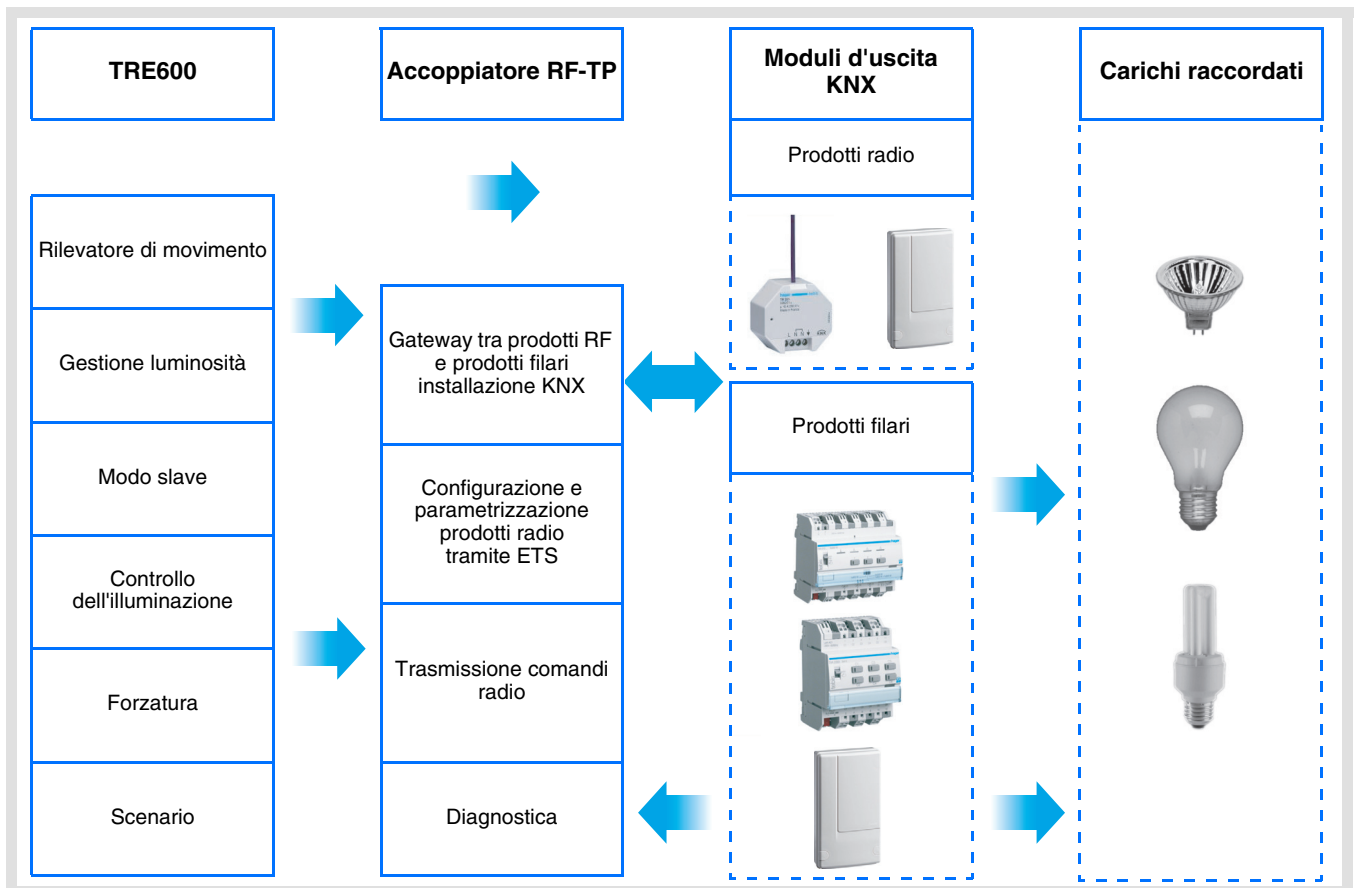 TRE600
Accoppiatore RF-TP
Moduli d'uscita
KNX
Carichi raccordati
Prodotti radio
Rilevatore di movimento
Gestione luminosità
Modo slave
Controllo
dell'illuminazione
Forzatura
Scenario
Gateway tra prodotti RF
e prodotti filari
installazione KNX
Configurazione e
parametrizzazione
prodotti radio
tramite ETS
Trasmissione comandi
radio
Diagnostica
Prodotti filari